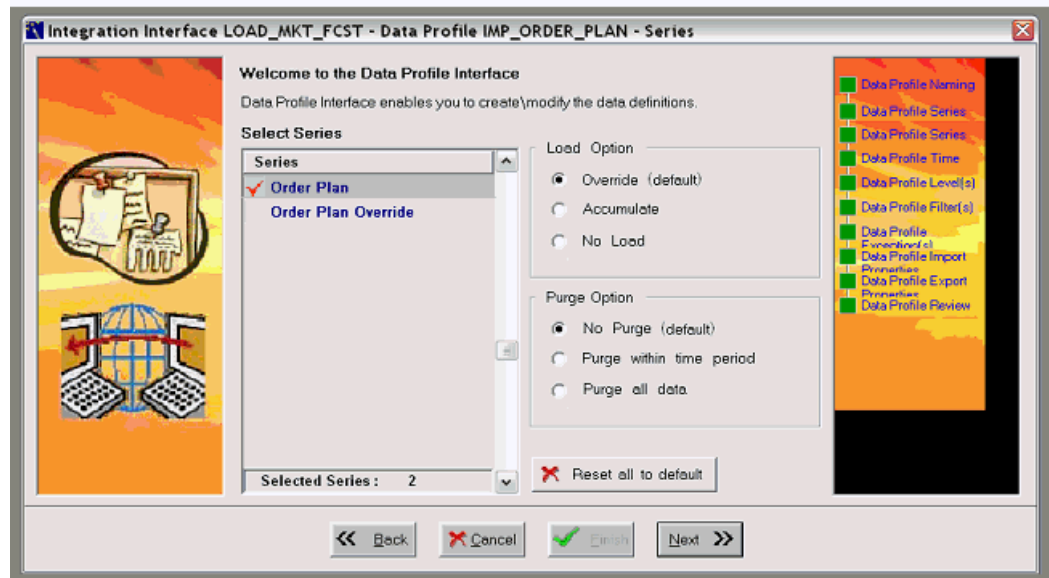 Integration Interface LOAD_MKT_FCST - Data Profile IMP_ORDER_PLAN - Series
Welcome to the Data Profile Interface
Data Profile Interface enables you to create\modify the data definitions.
Select Series
Series
Order Plan
Order Plan Override
Selected Series : 2
Load Option
Override (default)
Accumulate
No Load
Purge Option
No Purge (default)
Purge within time period
Purge all data
Reset all to default
Data Profile Naming
Data Profile Series
Data Profile Series
Data Profile Time
Data Profile Level(s)
Data Profile Filter(s)
Data Profile
Exception(s)
Data Profile Import
Properties
Data Profile Export
Properties
Data Profile Review
Back
Cancel
Finish
Next